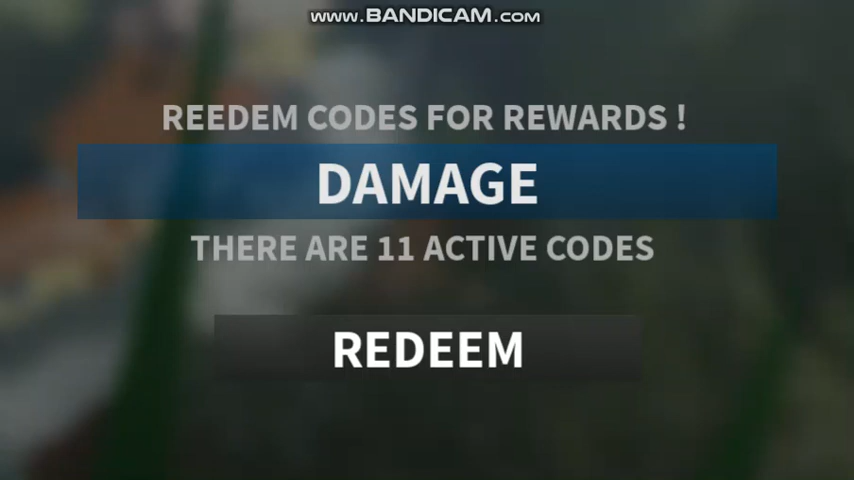 www.BANDICAM.com
REEDEM CODES FOR REWARDS !
DAMAGE
THERE ARE 11 ACTIVE CODES
REDEEM